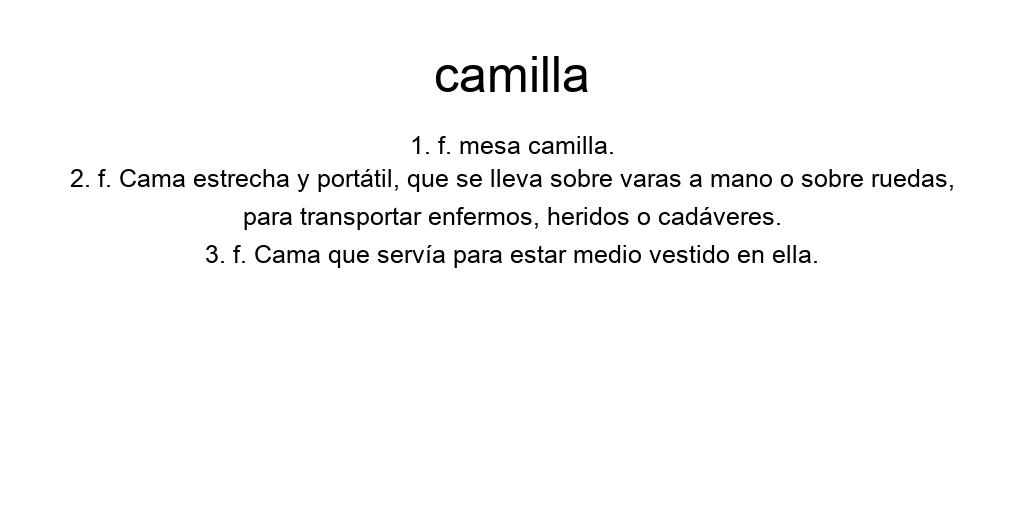 camilla
1. f. mesa camilla.
2. f. Cama estrecha y portátil, que se lleva sobre varas a mano o sobre ruedas,
para transportar enfermos, heridos o cadáveres.
3. f. Cama que servía para estar medio vestido en ella.